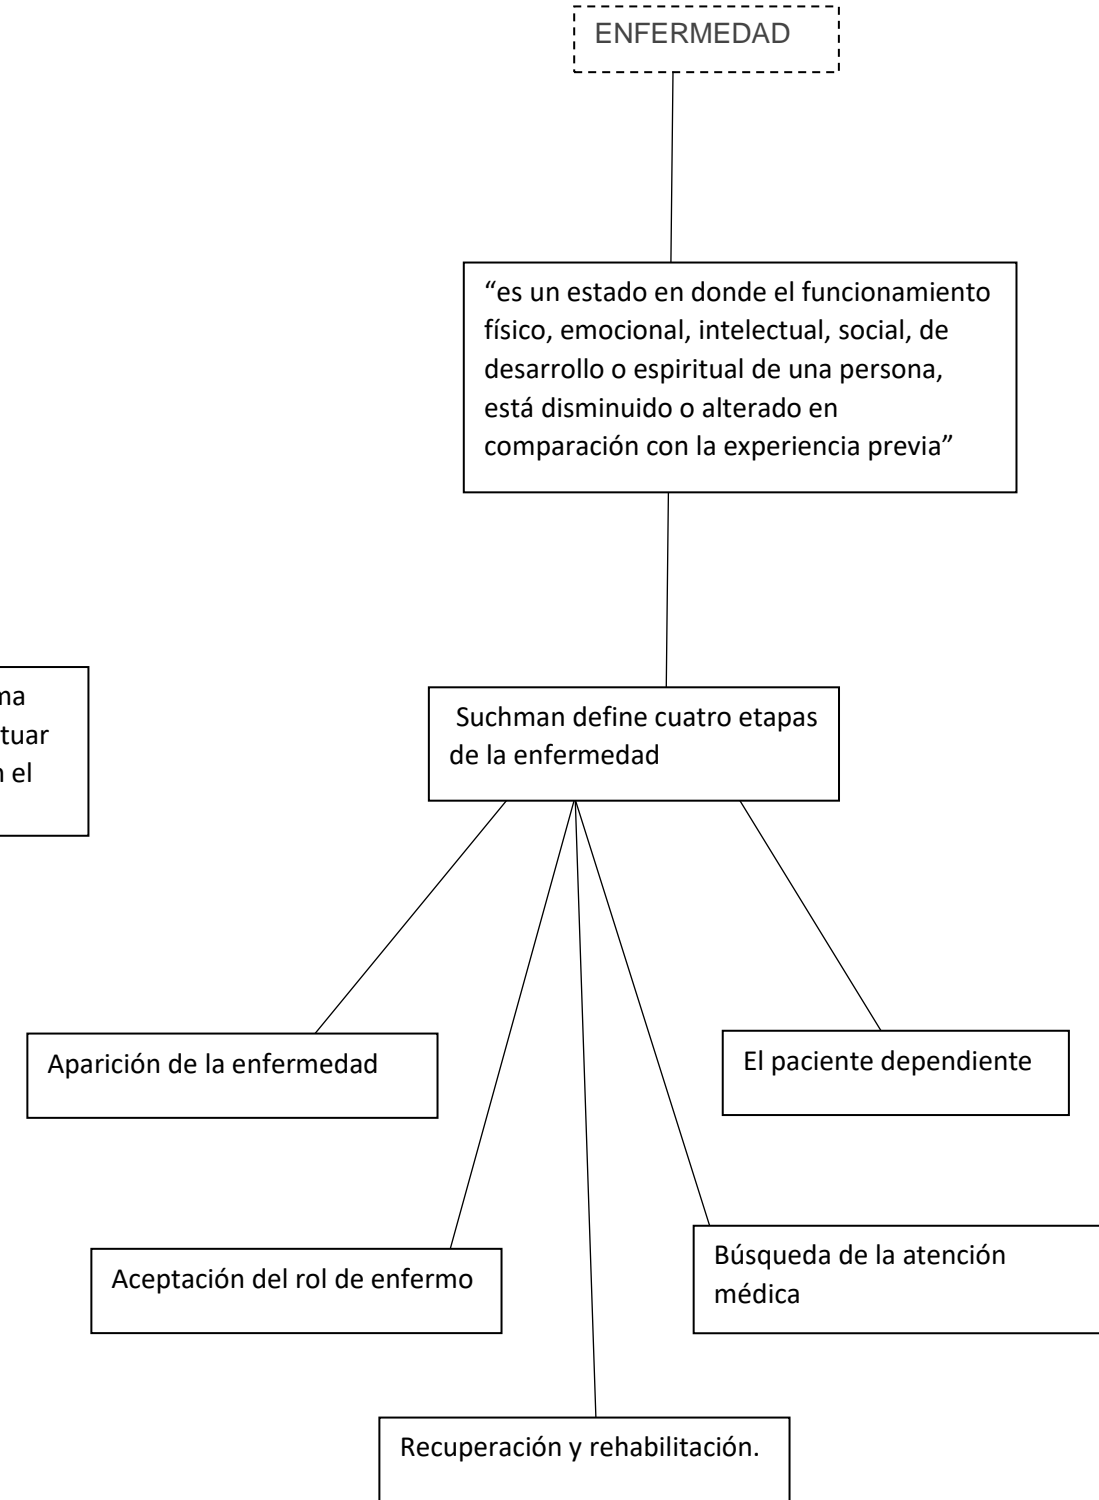 ENFERMEDAD
“es un estado en donde el funcionamiento
físico, emocional, intelectual, social, de
desarrollo o espiritual de una persona,
está disminuido o alterado en
comparación con la experiencia previa”
Suchman define cuatro etapas
de la enfermedad
Aparición de la enfermedad
El paciente dependiente
Aceptación del rol de enfermo
Búsqueda de la atención
médica
Recuperación y rehabilitación.